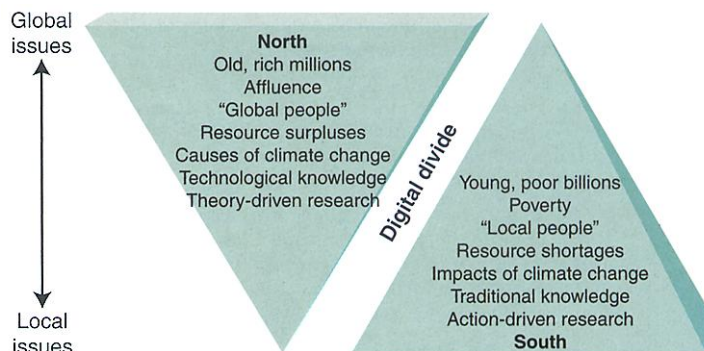 Global
issues
Local
issues
North
Old, rich millions
Affluence
“Global people”
Resource surpluses
Causes of climate change
Technological knowledge
Theory-driven research
Digital divide
Young, poor billions
Poverty
“Local people”
Resource shortages
Impacts of climate change
Traditional knowledge
Action-driven research
South